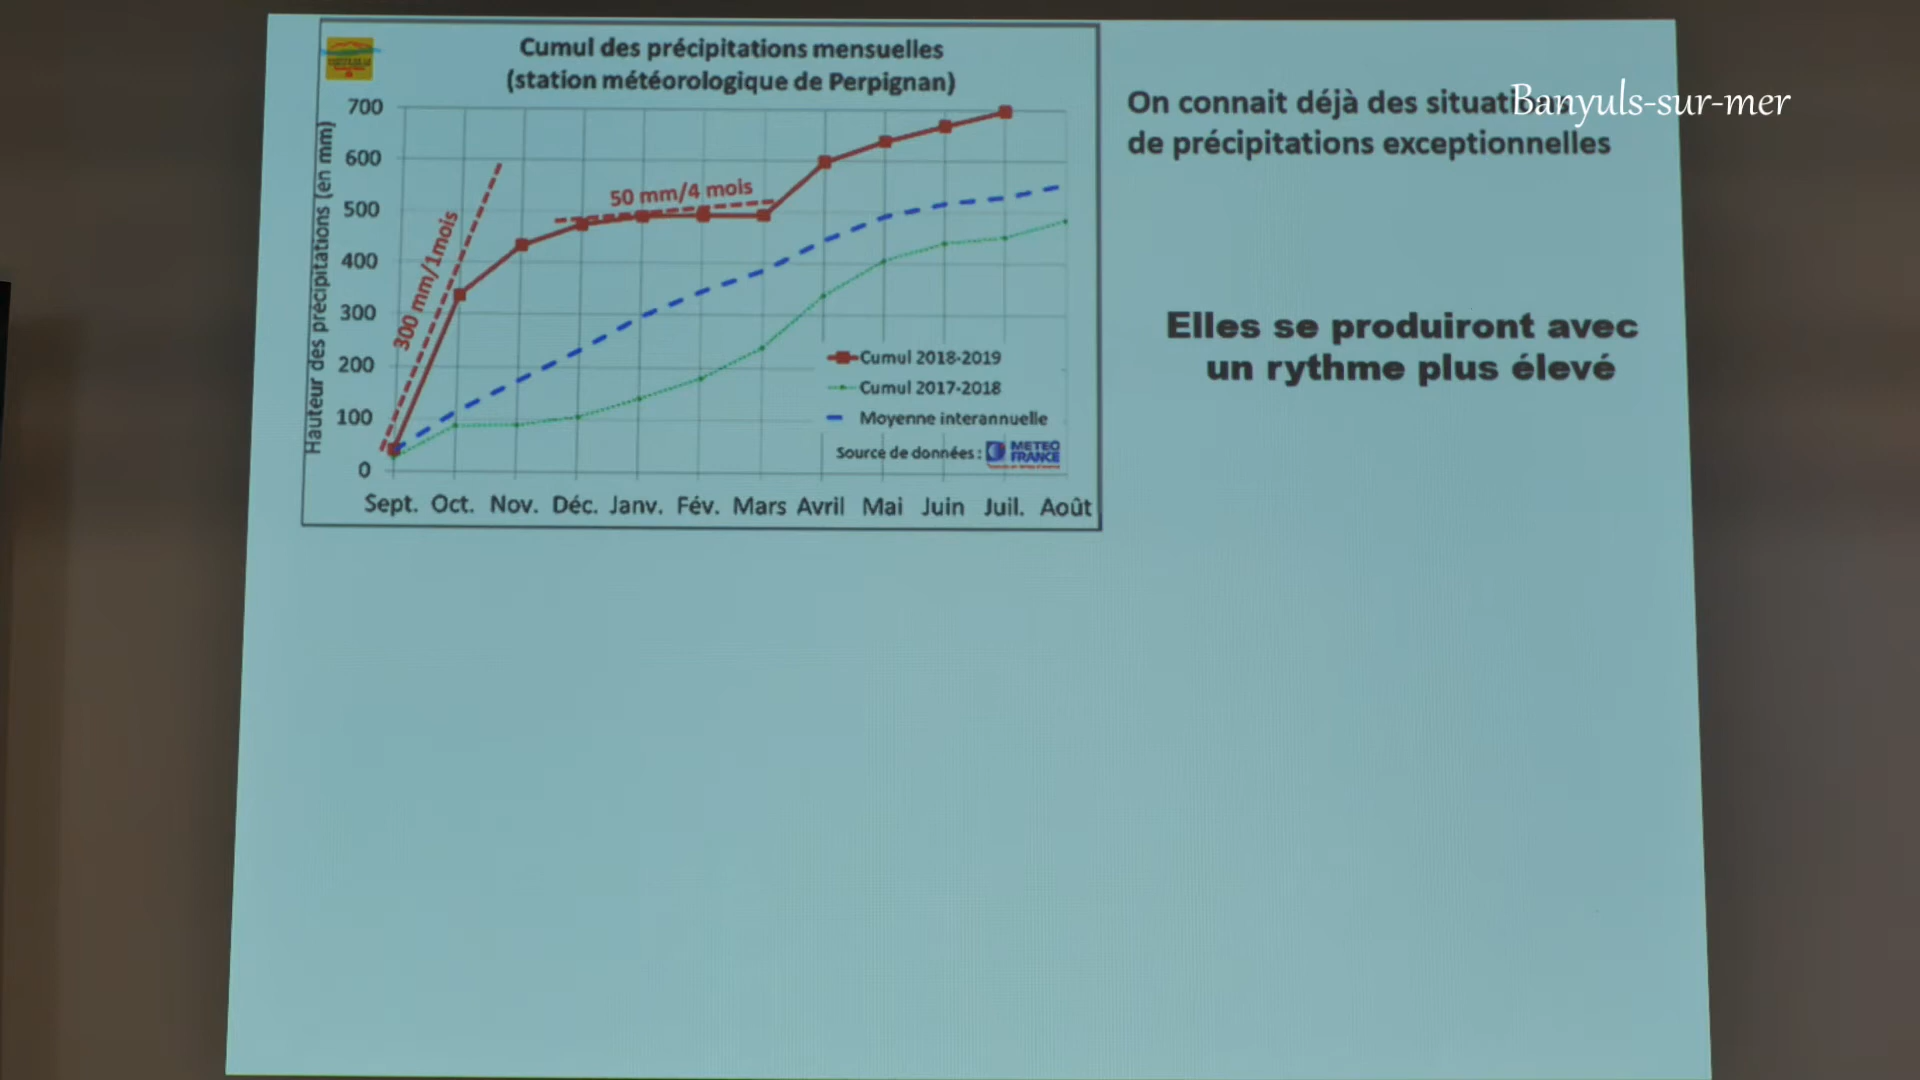 Cumul des précipitations mensuelles
(station météorologique de Perpignan)
Hauteur des précipitations (en mm)
700
600
500
400
300
200
100
0
300 mm/1mois
50 mm/4 mois
Cumul 2018-2019
Cumul 2017-2018
Moyenne interannuelle
Source de données :
METEO
FRANCE
Sept. Oct. Nov. Déc. Janv. Fév. Mars Avril Mai Juin Juil. Août
On connait déjà des
Banyuls-sur-mer
de précipitations exceptionnelles
Elles se produiront avec
un rythme plus élevé